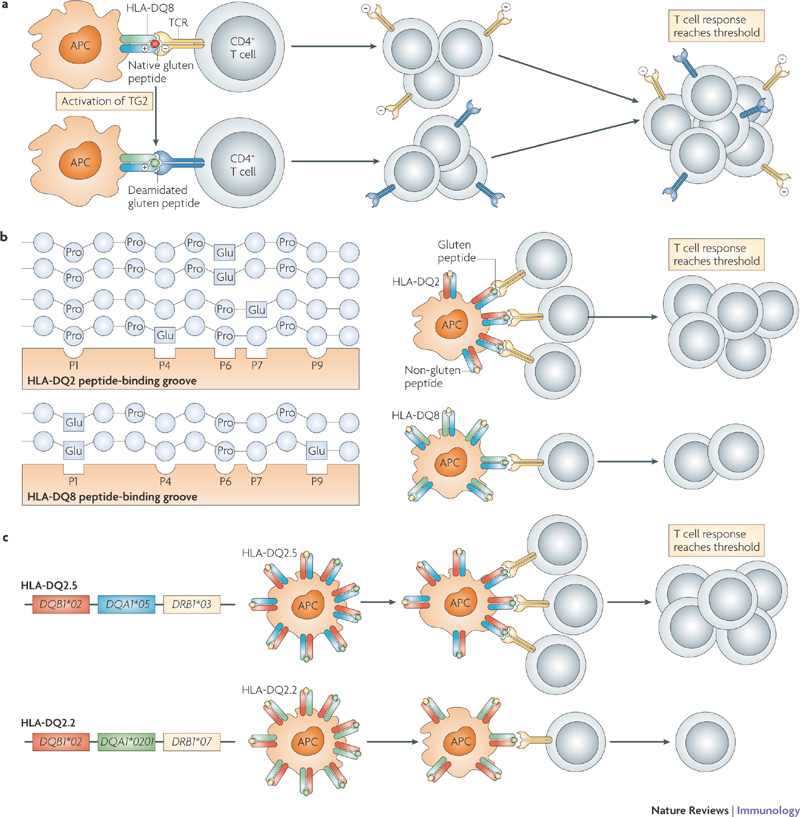 a
HLA-DQ8
TCR
APC
CD4+
T cell
Native gluten
peptide
Activation of TG2
APC
CD4+
T cell
Deamidated
gluten peptide
T cell response
reaches threshold
b
Pro Pro Pro Glu
Pro Pro Glu
Pro Pro Glu
Pro Glu Pro
P1 P4 P6 P7 P9
HLA-DQ2 peptide-binding groove
Glu Pro
Glu Pro Glu
P1 P4 P6 P7 P9
HLA-DQ8 peptide-binding groove
Gluten
peptide
HLA-DQ2
APC
Non-gluten
peptide
T cell response
reaches threshold
HLA-DQ8
APC
c
HLA-DQ2.5
DQB1*02 DQA1*05 DRB1*03
HLA-DQ2.5
APC
APC
T cell response
reaches threshold
HLA-DQ2.2
DQB1*02 DQA1*0201 DRB1*07
HLA-DQ2.2
APC
APC
Nature Reviews | Immunology